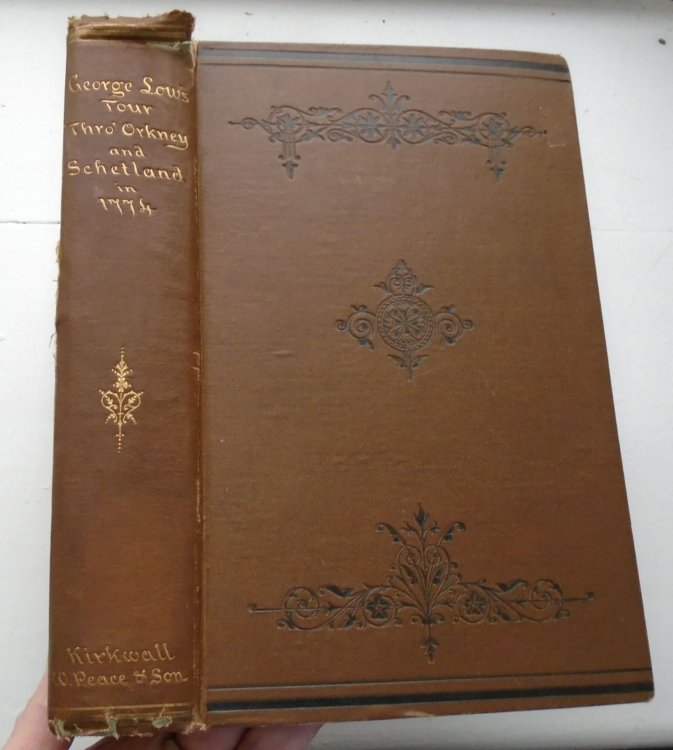 George Low's
Tour
Thro' Orkney
and
Schetland
in
1774
Kirkwall
W. Peace & Son